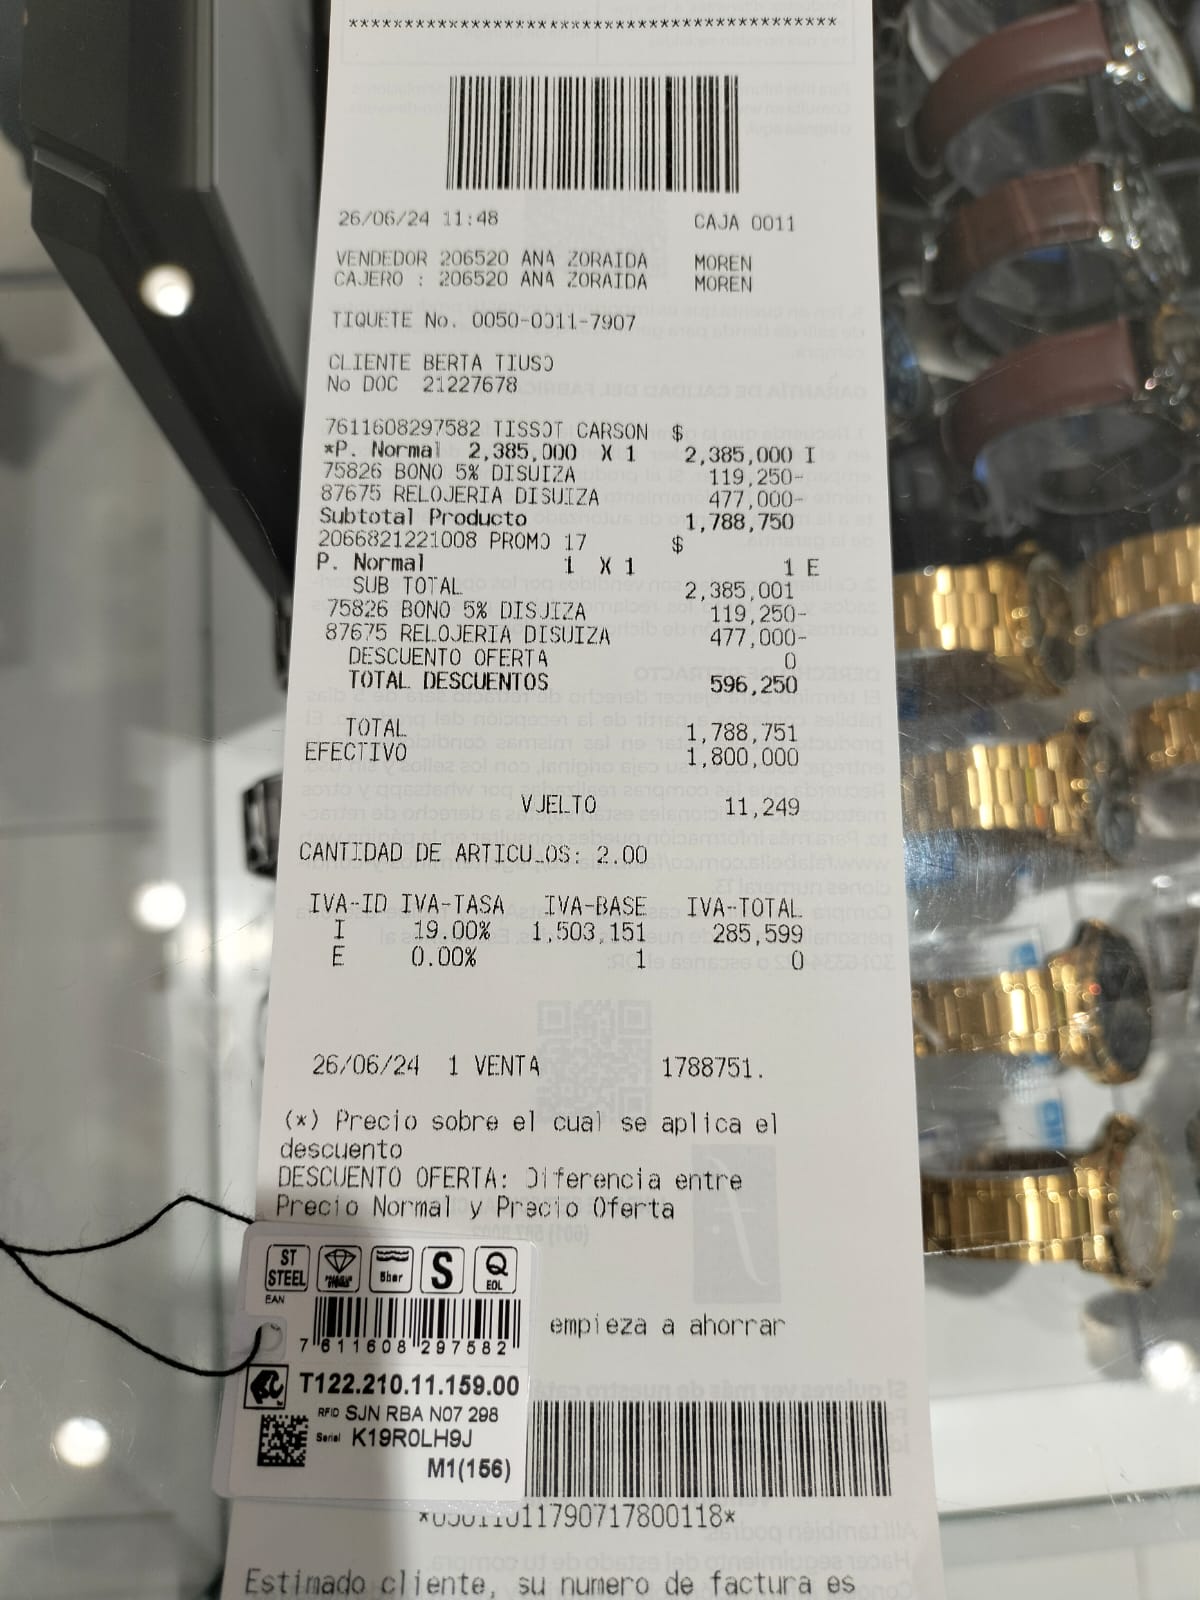 *****************************************
26/06/24 11:48 CAJA 0011
VENDEDOR 206520 ANA ZORAIDA MOREN
CAJERO : 206520 ANA ZORAIDA MOREN
TIQUETE No. 0050-0011-7907
CLIENTE BERTA TIUSO
No DOC 21227678
7611608297582 TISSOT CARSON $
*P. Normal 2,385,000 X 1 2,385,000 I
75826 BONO 5% DISUIZA 119,250-
87675 RELOJERIA DISUIZA 477,000-
Subtotal Producto 1,788,750
2066821221008 PROMO 17 $
P. Normal 1 X 1 1 E
SUB TOTAL 2,385,001
75826 BONO 5% DISUIZA 119,250-
87675 RELOJERIA DISUIZA 477,000-
DESCUENTO OFERTA 0
TOTAL DESCUENTOS 596,250
TOTAL 1,788,751
EFECTIVO 1,800,000
VUELTO 11,249
CANTIDAD DE ARTICULOS: 2.00
IVA-ID IVA-TASA IVA-BASE IVA-TOTAL
I 19.00% 1,503,151 285,599
E 0.00% 1 0
26/06/24 1 VENTA 1788751.
(*) Precio sobre el cual se aplica el
descuento
DESCUENTO OFERTA: Diferencia entre
Precio Normal y Precio Oferta
ST STEEL 5bar S Q EOL
EAN
7 611608 297582
empieza a ahorrar
T122.210.11.159.00
RFID SJN RBA N07 298
Serial K19R0LH9J
M1(156)
Estimado cliente, su numero de factura es